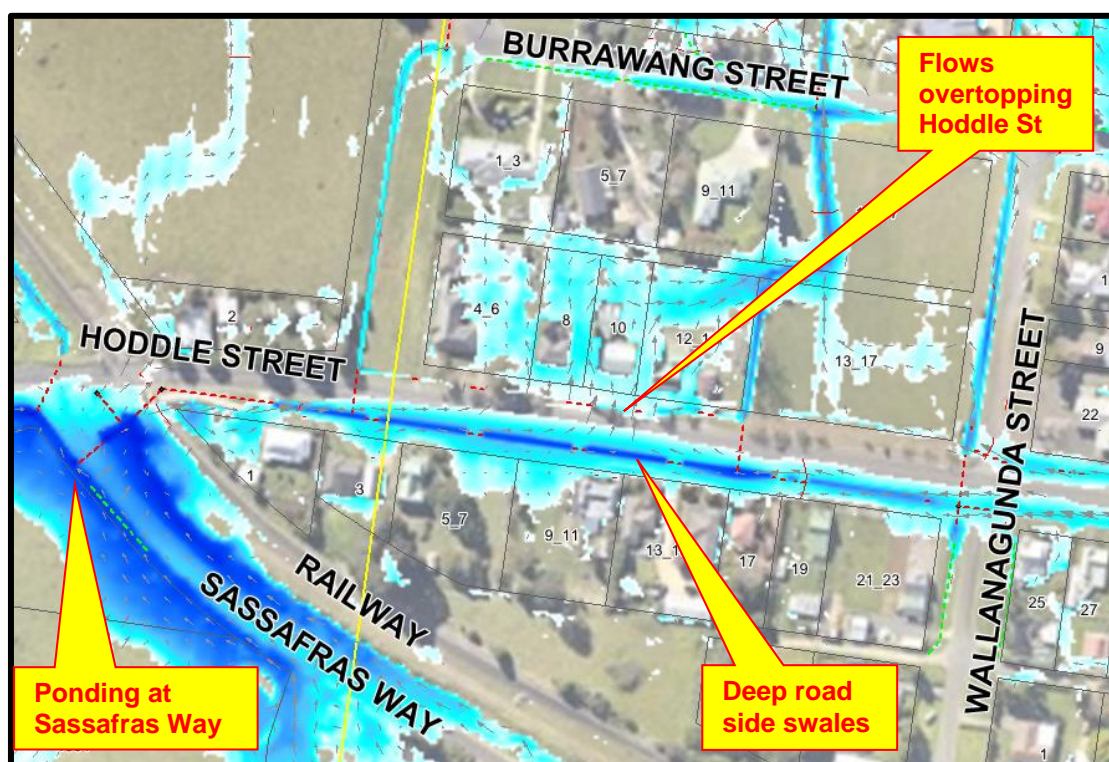 BURRAWANG STREET
Flows
overtopping
Hoddle St
1_3
5_7
9_11
4_6
8
10
12_1
13_17
2
HODDLE STREET
9
22
1
3
5_7
9_11
13_1
17
19
21_23
25
27
RAILWAY
SASSAFRAS WAY
WALLANAGUNDA STREET
Ponding at
Sassafras Way
Deep road
side swales
1